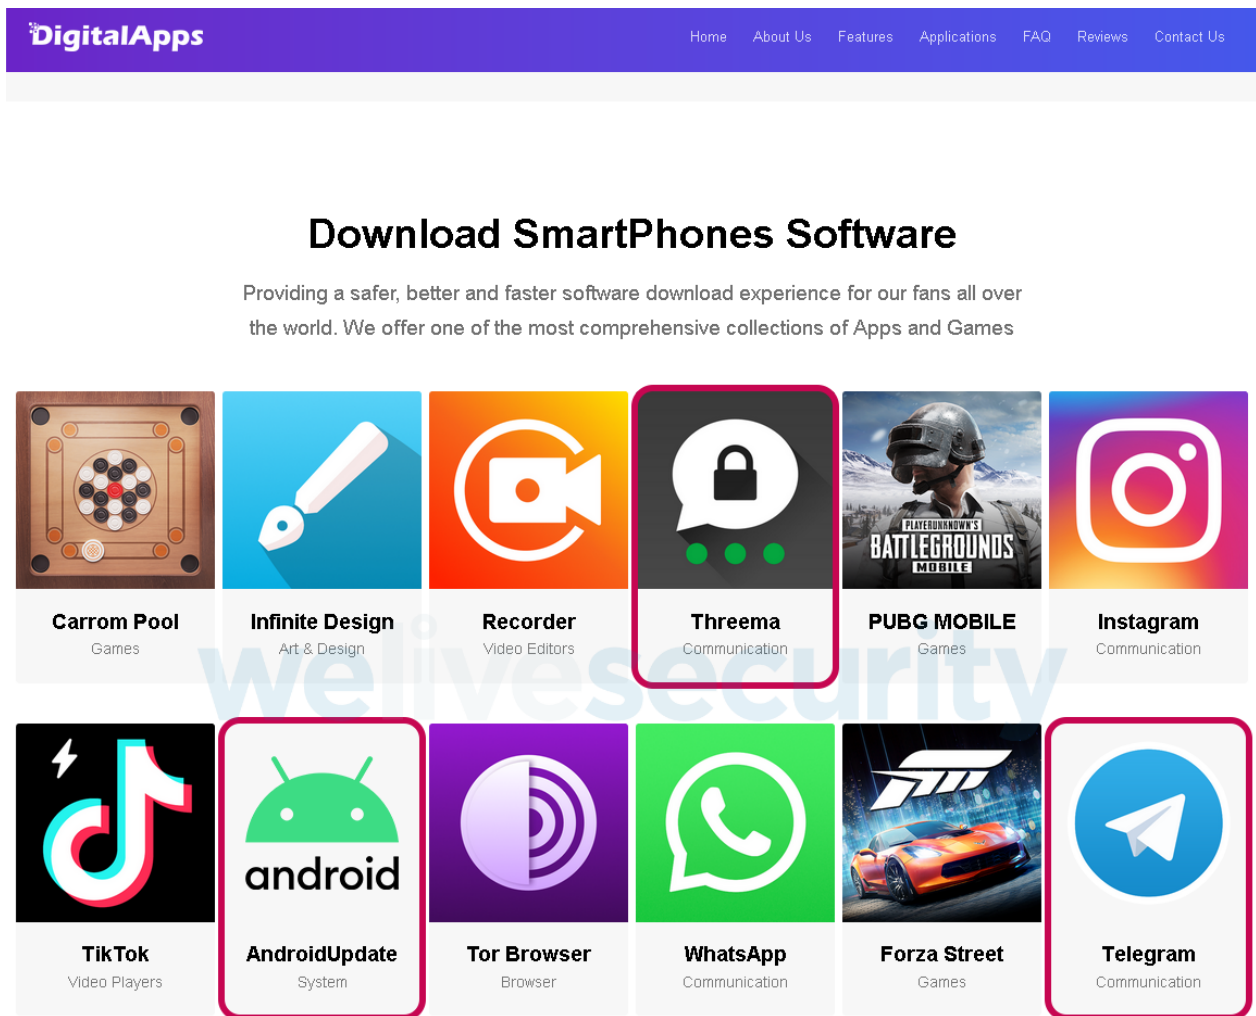 DigitalApps
Home About Us Features Applications FAQ Reviews Contact Us
Download SmartPhones Software
Providing a safer, better and faster software download experience for our fans all over
the world. We offer one of the most comprehensive collections of Apps and Games
PLAYERUNKNOWN'S
BATTLEGROUNDS
MOBILE
Carrom Pool Infinite Design Recorder Threema PUBG MOBILE Instagram
Games Art & Design Video Editors Communication Games Communication
welivesecurity
android
TikTok AndroidUpdate Tor Browser WhatsApp Forza Street Telegram
Video Players System Browser Communication Games Communication